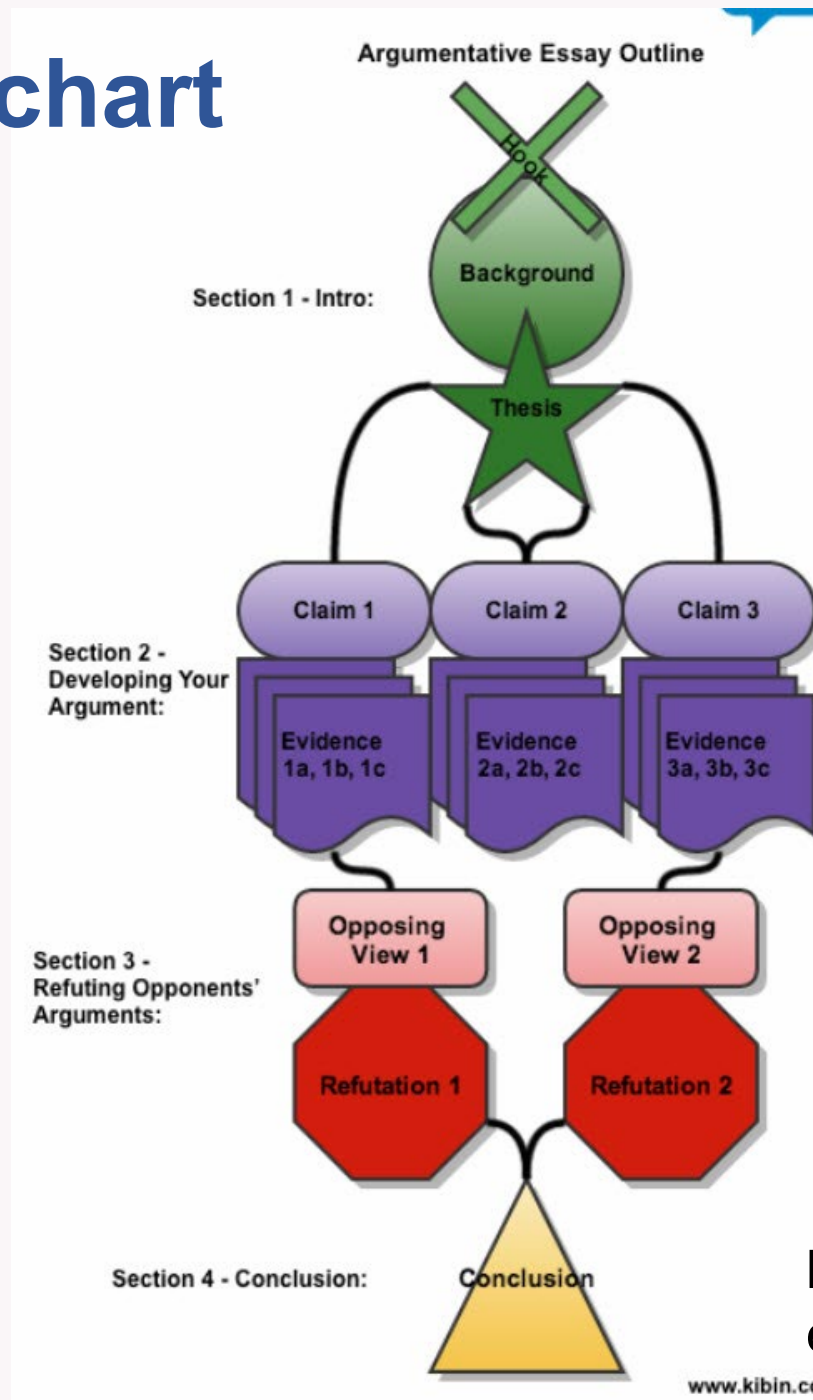 chart
Argumentative Essay Outline
Hook
Background
Section 1 - Intro:
Thesis
Claim 1
Claim 2
Claim 3
Section 2 -
Developing Your
Argument:
Evidence
1a, 1b, 1c
Evidence
2a, 2b, 2c
Evidence
3a, 3b, 3c
Opposing
View 1
Opposing
View 2
Section 3 -
Refuting Opponents’
Arguments:
Refutation 1
Refutation 2
Section 4 - Conclusion:
Conclusion
www.kibin.c